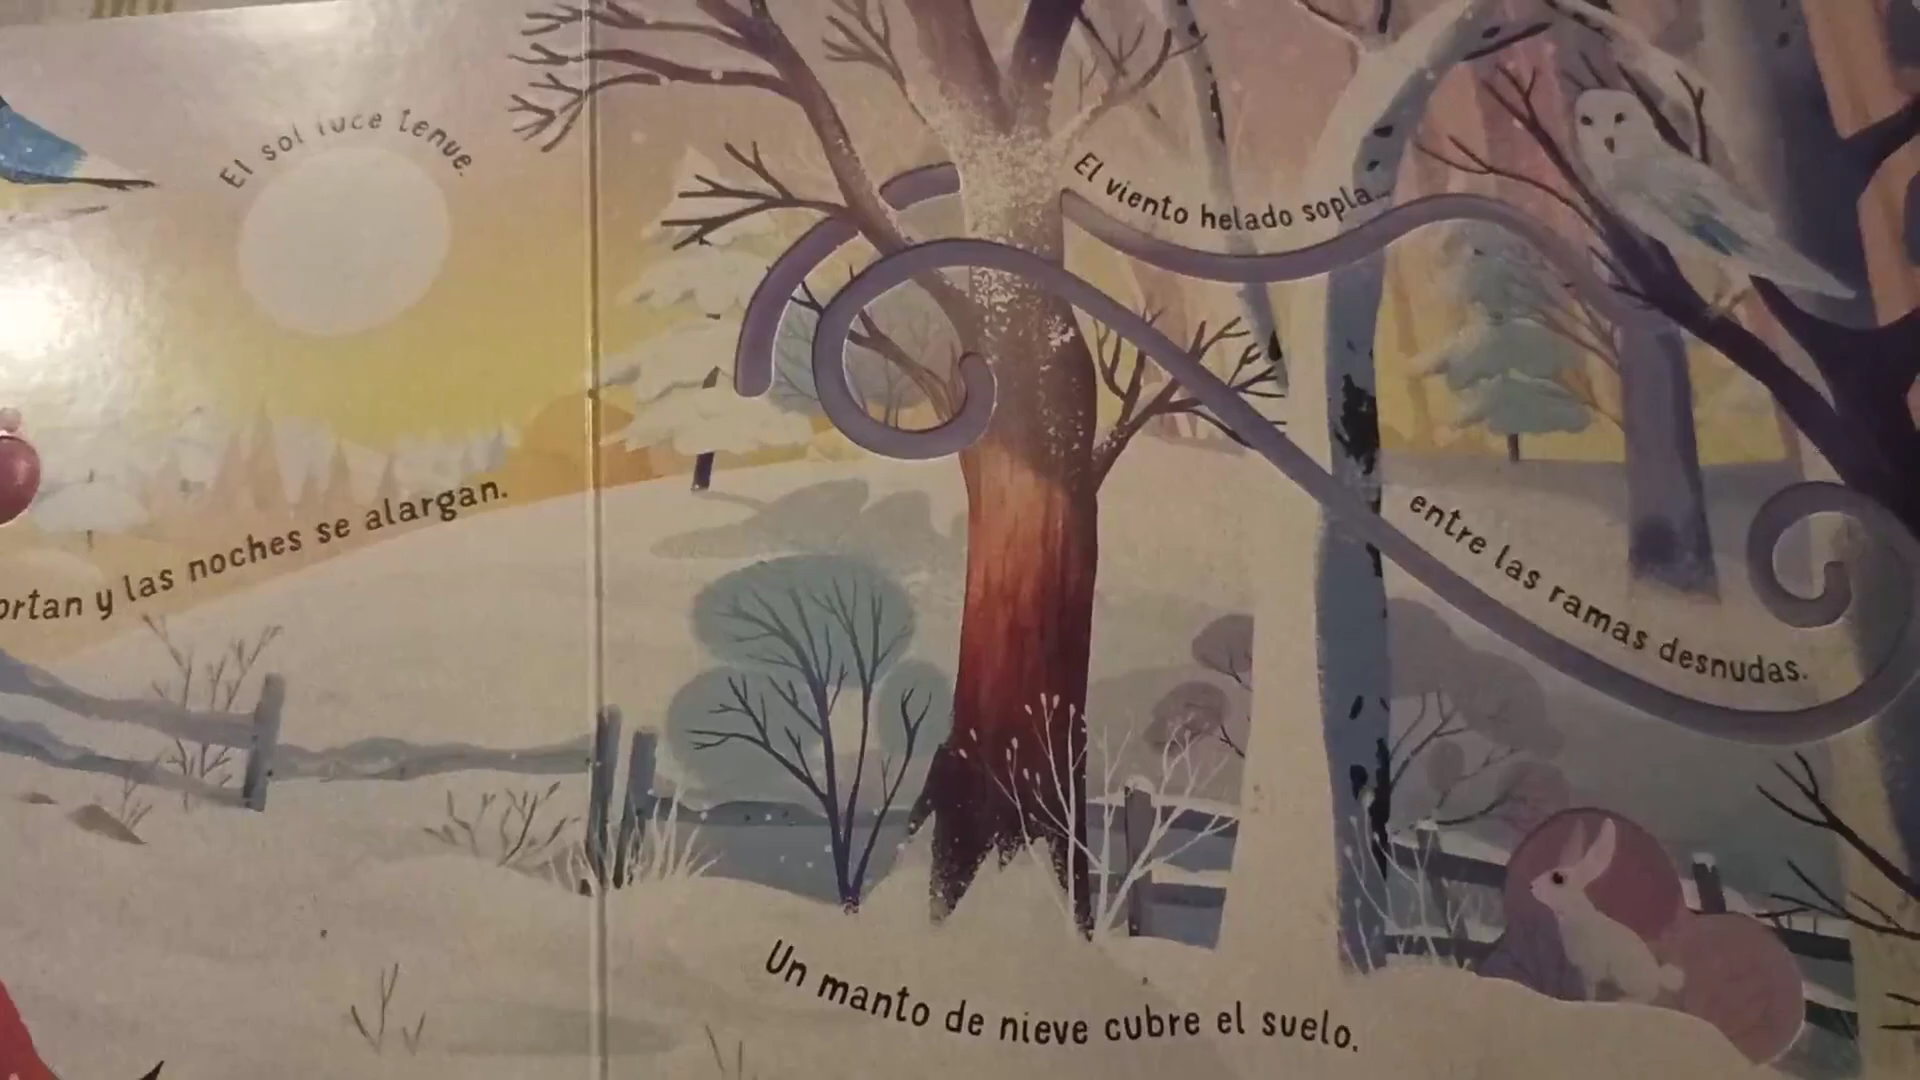 El sol luce tenue.
y las noches se alargan.
El viento helado sopla...
entre las ramas desnudas.
Un manto de nieve cubre el suelo.